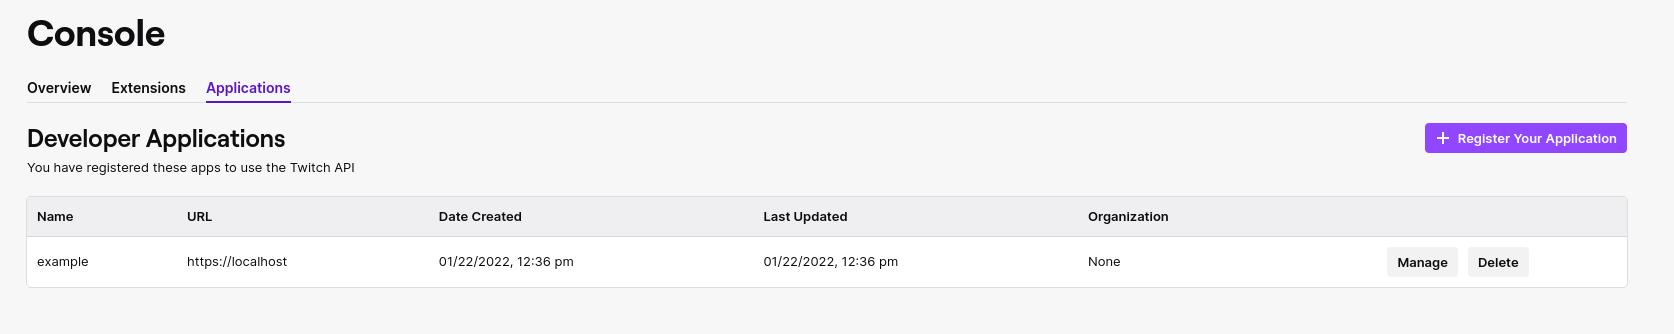 Console
Overview Extensions Applications
Developer Applications
Register Your Application
You have registered these apps to use the Twitch API
Name URL Date Created Last Updated Organization
example https://localhost 01/22/2022, 12:36 pm 01/22/2022, 12:36 pm None Manage Delete